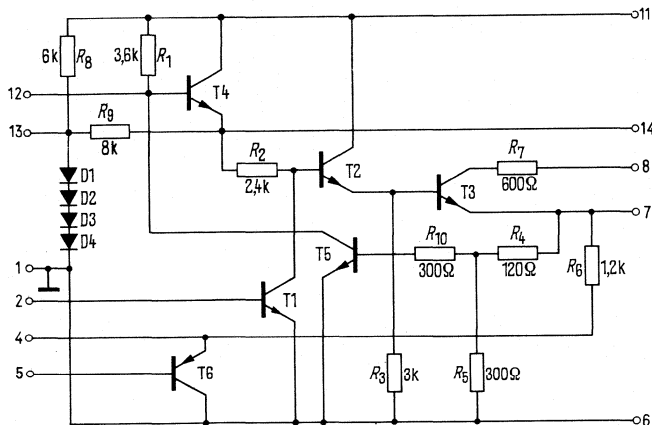 11
6k
R8
3,6k
R1
12
T4
13
R9
8k
14
R2
2,4k
T2
R7
600Ω
8
T3
7
D1
D2
D3
D4
T5
R10
300Ω
R4
120Ω
R6
1,2k
1
2
T1
4
5
T6
R3
3k
R5
300Ω
6